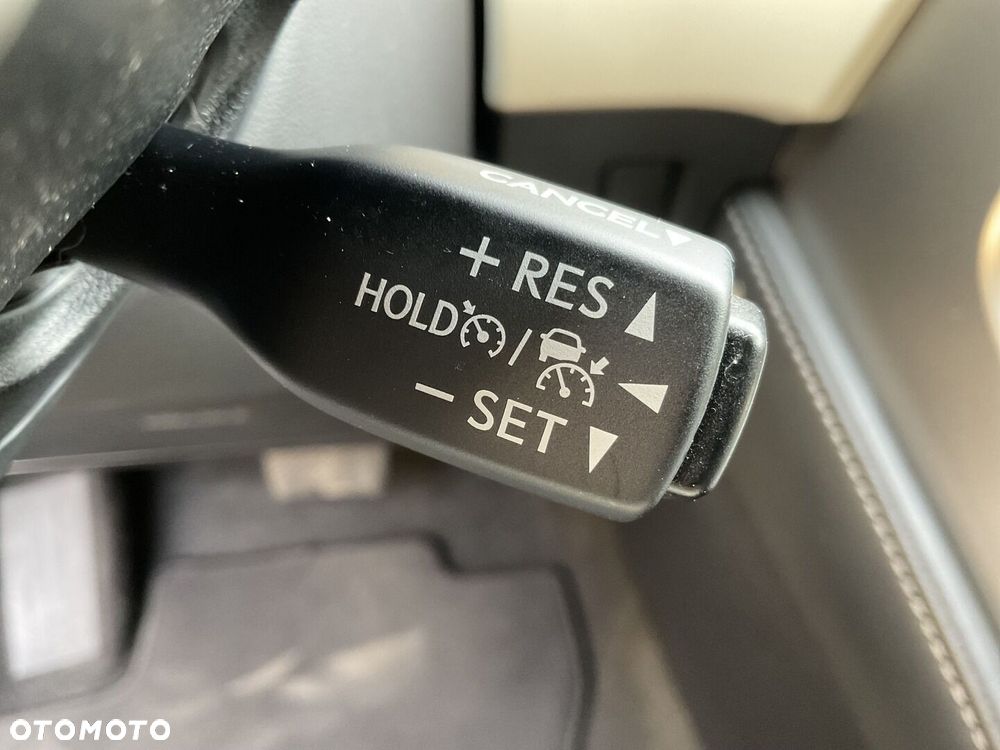 CANCEL▼
+ RES ▲
HOLD / ◀
- SET ▼
OTOMOTO